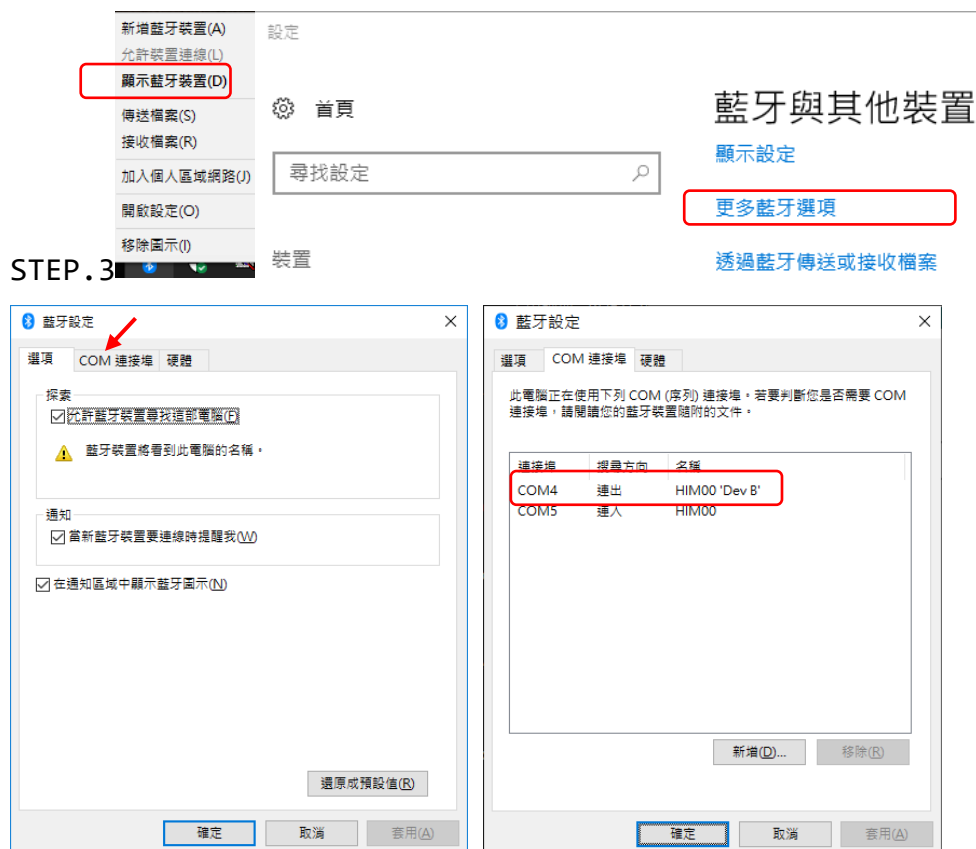 新增藍牙裝置(A)
允許裝置連線(L)
顯示藍牙裝置(D)
傳送檔案(S)
接收檔案(R)
加入個人區域網路(J)
開啟設定(O)
移除圖示(I)
STEP.3
設定
首頁
尋找設定
裝置
藍牙與其他裝置
顯示設定
更多藍牙選項
透過藍牙傳送或接收檔案
藍牙設定
選項 COM 連接埠 硬體
探索
允許藍牙裝置尋找這部電腦(F)
藍牙裝置將看到此電腦的名稱。
通知
當新藍牙裝置要連線時提醒我(W)
在通知區域中顯示藍牙圖示(N)
還原成預設值(R)
確定 取消 套用(A)
藍牙設定
選項 COM 連接埠 硬體
此電腦正在使用下列 COM (序列) 連接埠。若要判斷您是否需要 COM
連接埠，請閱讀您的藍牙裝置隨附的文件。
連接埠 搜尋方向 名稱
COM4 連出 HIM00 'Dev B'
COM5 連入 HIM00
新增(D)... 移除(R)
確定 取消 套用(A)